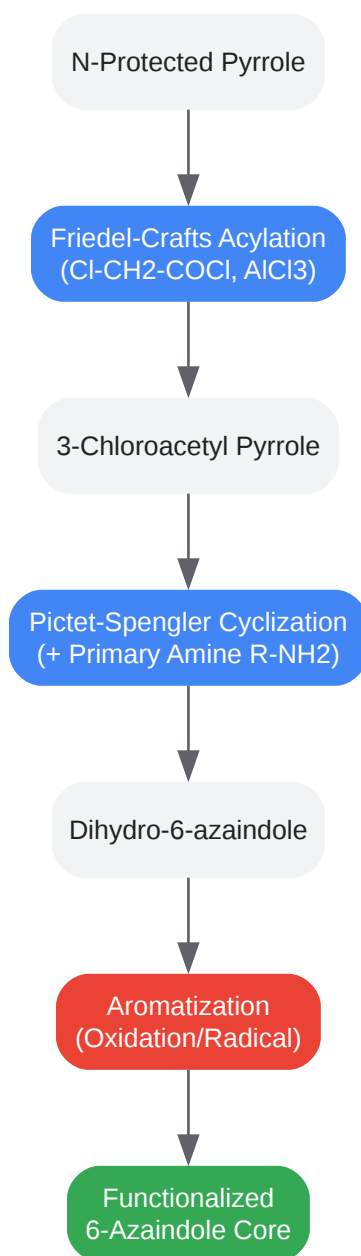 N-Protected Pyrrole
Friedel-Crafts Acylation
(Cl-CH2-COCl, AlCl3)
3-Chloroacetyl Pyrrole
Pictet-Spengler Cyclization
(+ Primary Amine R-NH2)
Dihydro-6-azaindole
Aromatization
(Oxidation/Radical)
Functionalized
6-Azaindole Core